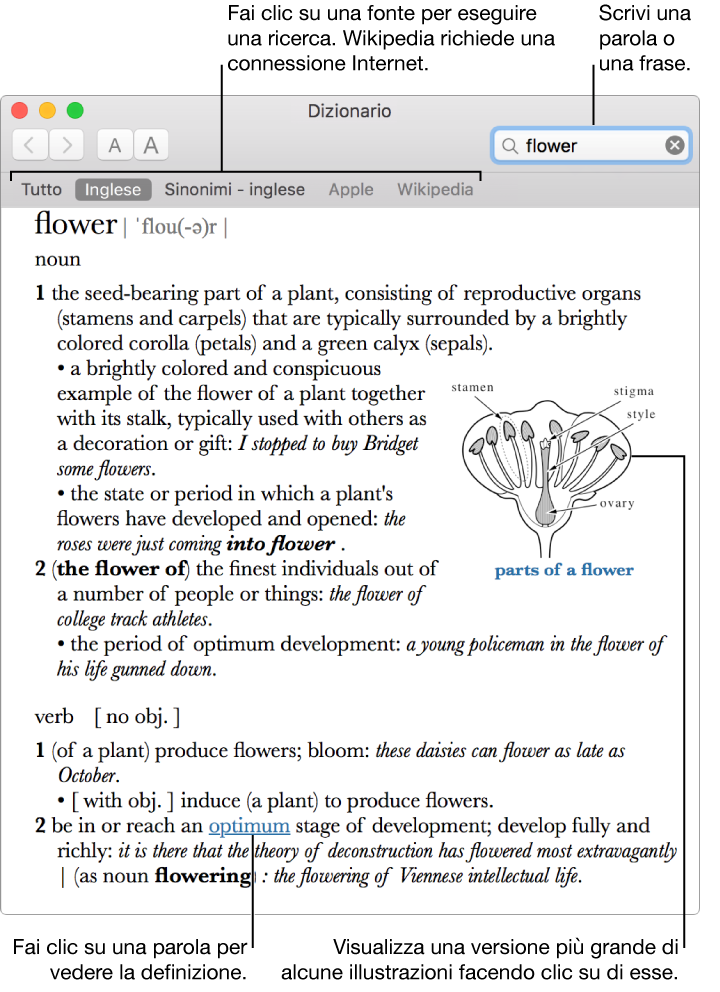 Fai clic su una fonte per eseguire
una ricerca. Wikipedia richiede una
connessione Internet.
Scrivi una
parola o
una frase.
Dizionario
A A
flower
Tutto Inglese Sinonimi - inglese Apple Wikipedia
flower | ˈflou(-ə)r |
noun
1 the seed-bearing part of a plant, consisting of reproductive organs
(stamens and carpels) that are typically surrounded by a brightly
colored corolla (petals) and a green calyx (sepals).
• a brightly colored and conspicuous
example of the flower of a plant together
with its stalk, typically used with others as
a decoration or gift: I stopped to buy Bridget
some flowers.
• the state or period in which a plant's
flowers have developed and opened: the
roses were just coming into flower .
stamen
stigma
style
ovary
parts of a flower
2 (the flower of) the finest individuals out of
a number of people or things: the flower of
college track athletes.
• the period of optimum development: a young policeman in the flower of
his life gunned down.
verb [ no obj. ]
1 (of a plant) produce flowers; bloom: these daisies can flower as late as
October.
• [ with obj. ] induce (a plant) to produce flowers.
2 be in or reach an optimum stage of development; develop fully and
richly: it is there that the theory of deconstruction has flowered most extravagantly
| (as noun flowering) : the flowering of Viennese intellectual life.
Fai clic su una parola per
vedere la definizione.
Visualizza una versione più grande di
alcune illustrazioni facendo clic su di esse.